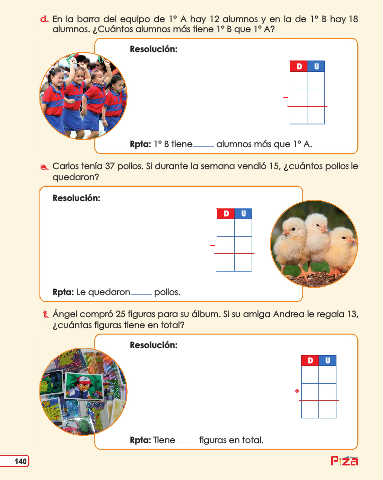 d. En la barra del equipo de 1° A hay 12 alumnos y en la de 1° B hay 18
alumnos. ¿Cuántos alumnos más tiene 1° B que 1° A?
Resolución:
D U
–
Rpta: 1° B tiene_____ alumnos más que 1° A.
e. Carlos tenía 37 pollos. Si durante la semana vendió 15, ¿cuántos pollos le
quedaron?
Resolución:
D U
–
Rpta: Le quedaron_____ pollos.
f. Ángel compró 25 figuras para su álbum. Si su amiga Andrea le regala 13,
¿cuántas figuras tiene en total?
Resolución:
D U
+
Rpta: Tiene figuras en total.
140